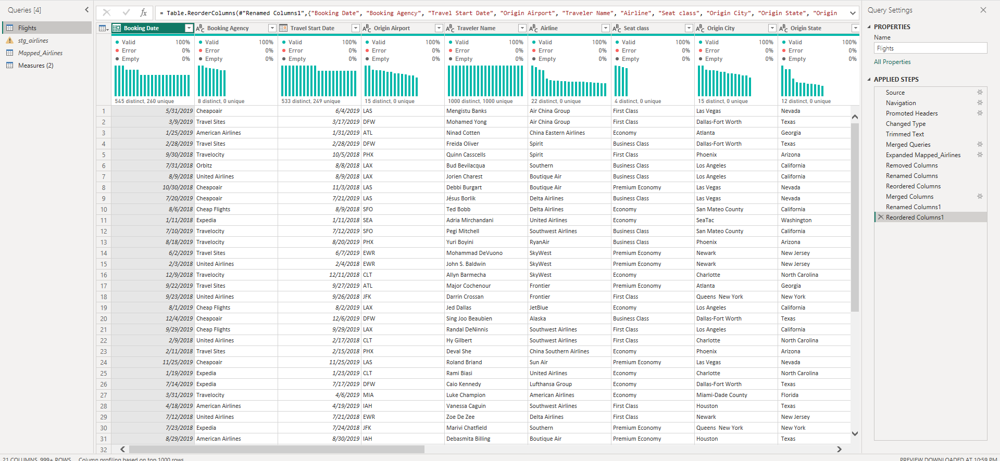 Queries [4]
Flights
stg_airlines
Mapped_Airlines
Measures (2)
= Table.ReorderColumns(#"Renamed Columns1",{"Booking Date", "Booking Agency", "Travel Start Date", "Origin Airport", "Traveler Name", "Airline", "Seat class", "Origin City", "Origin State", "Origin
Booking Date ABC Booking Agency Travel Start Date ABC Origin Airport ABC Traveler Name ABC Airline ABC Seat class ABC Origin City ABC Origin State
Valid 100% Valid 100% Valid 100% Valid 100% Valid 100% Valid 100% Valid 100% Valid 100% Valid 100%
Error 0% Error 0% Error 0% Error 0% Error 0% Error 0% Error 0% Error 0% Error 0%
Empty 0% Empty 0% Empty 0% Empty 0% Empty 0% Empty 0% Empty 0% Empty 0% Empty 0%
545 distinct, 260 unique 8 distinct, 0 unique 533 distinct, 249 unique 15 distinct, 0 unique 1000 distinct, 1000 unique 22 distinct, 0 unique 4 distinct, 0 unique 15 distinct, 0 unique 12 distinct, 0 unique
1 5/31/2019 Cheapoair 6/4/2019 LAS Mengistu Banks Air China Group First Class Las Vegas Nevada
2 3/9/2019 Travel Sites 3/17/2019 DFW Mohamed Yong Air China Group First Class Dallas-Fort Worth Texas
3 1/25/2019 American Airlines 1/31/2019 ATL Ninad Cotten China Eastern Airlines Economy Atlanta Georgia
4 2/28/2019 Travel Sites 2/28/2019 DFW Freida Oliver Spirit Business Class Dallas-Fort Worth Texas
5 9/30/2018 Travelocity 10/5/2018 PHX Quinn Casscells Spirit First Class Phoenix Arizona
6 7/31/2018 Orbitz 8/8/2018 LAX Bud Bevilacqua Southern Business Class Los Angeles California
7 8/9/2018 United Airlines 8/9/2018 LAX Jorien Charest Boutique Air Business Class Los Angeles California
8 10/30/2018 Cheapoair 11/3/2018 LAS Debbi Burgart Boutique Air Premium Economy Las Vegas Nevada
9 7/20/2019 Cheapoair 7/21/2019 LAS Jésus Borlik Delta Airlines Business Class Las Vegas Nevada
10 8/6/2018 Cheap Flights 8/9/2018 SFO Ted Bobb Delta Airlines Economy San Mateo County California
11 1/11/2018 Expedia 1/11/2018 SEA Adria Mirchandani United Airlines Economy SeaTac Washington
12 7/10/2019 Travelocity 7/12/2019 SFO Pegi Mitchell Southwest Airlines Business Class San Mateo County California
13 8/18/2019 Travelocity 8/20/2019 PHX Yuri Boyini RyanAir Business Class Phoenix Arizona
14 6/2/2019 Travel Sites 6/7/2019 EWR Mohammad DeVuono SkyWest Premium Economy Newark New Jersey
15 2/3/2018 United Airlines 2/4/2018 EWR John S. Baldwin SkyWest Premium Economy Newark New Jersey
16 12/9/2018 Travelocity 12/11/2018 CLT Allyn Barmecha SkyWest Economy Charlotte North Carolina
17 9/22/2019 Travel Sites 9/27/2019 ATL Major Cochenour Frontier Premium Economy Atlanta Georgia
18 9/23/2018 United Airlines 9/26/2018 JFK Darrin Crossan Frontier First Class Queens New York New York
19 8/1/2018 Cheap Flights 8/2/2018 LAX Jed Dallas JetBlue Economy Los Angeles California
20 12/4/2019 Cheapoair 12/6/2019 DFW Sing Joo Beaubien Alaska Business Class Dallas-Fort Worth Texas
21 9/29/2019 Cheap Flights 9/29/2019 LAX Randal DeNinnis Southwest Airlines First Class Los Angeles California
22 2/9/2018 United Airlines 2/17/2018 CLT Hy Gilbert Southwest Airlines First Class Charlotte North Carolina
23 2/11/2018 Travel Sites 2/15/2018 PHX Deval She China Southern Airlines Economy Phoenix Arizona
24 11/25/2019 Cheapoair 11/25/2019 LAS Roland Briand Sun Air Premium Economy Las Vegas Nevada
25 1/19/2019 Expedia 1/23/2019 CLT Rami Biasi United Airlines Economy Charlotte North Carolina
26 7/14/2019 Expedia 7/17/2019 DFW Caio Kennedy Lufthansa Group Economy Dallas-Fort Worth Texas
27 3/31/2019 Travelocity 4/6/2019 MIA Luke Champion American Airlines Economy Miami-Dade County Florida
28 4/18/2019 American Airlines 4/19/2019 IAH Vanessa Caguin Southwest Airlines First Class Houston Texas
29 7/12/2018 United Airlines 7/21/2018 EWR Zoe De Zee Delta Airlines First Class Newark New Jersey
30 7/23/2018 Expedia 7/24/2018 JFK Marivi Chatfield Southern Premium Economy Queens New York New York
31 8/29/2019 American Airlines 8/30/2019 IAH Debasmita Billing Boutique Air Premium Economy Houston Texas
32
21 COLUMNS, 999+ ROWS Column profiling based on top 1000 rows
Query Settings
PROPERTIES
Name
Flights
All Properties
APPLIED STEPS
Source
Navigation
Promoted Headers
Changed Type
Trimmed Text
Merged Queries
Expanded Mapped_Airlines
Removed Columns
Renamed Columns
Reordered Columns
Merged Columns
Renamed Columns1
Reordered Columns1
PREVIEW DOWNLOADED AT 10:59 PM